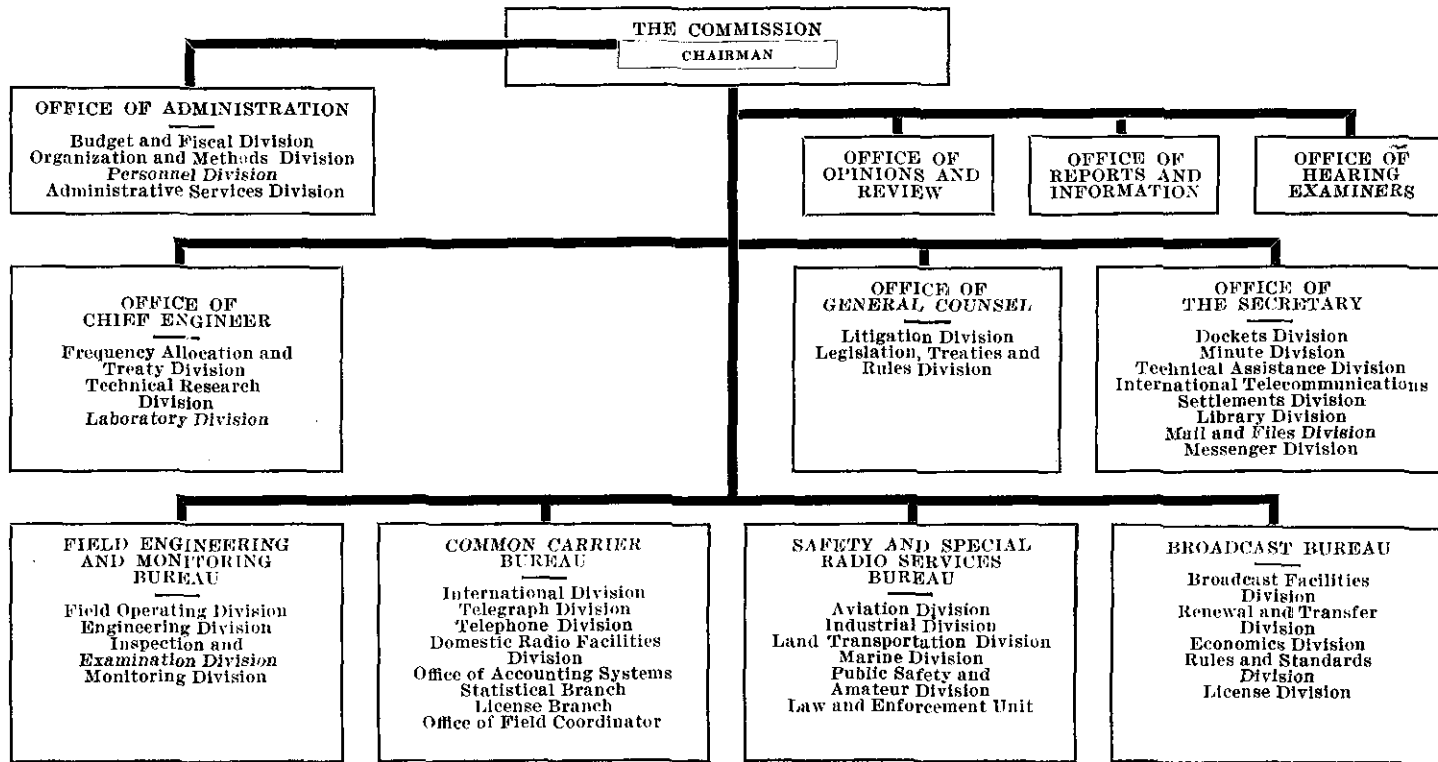 THE COMMISSION
CHAIRMAN
OFFICE OF ADMINISTRATION
Budget and Fiscal Division
Organization and Methods Division
Personnel Division
Administrative Services Division
OFFICE OF
OPINIONS AND
REVIEW
OFFICE OF
REPORTS AND
INFORMATION
OFFICE OF
HEARING
EXAMINERS
OFFICE OF
CHIEF ENGINEER
Frequency Allocation and
Treaty Division
Technical Research
Division
Laboratory Division
OFFICE OF
GENERAL COUNSEL
Litigation Division
Legislation, Treaties and
Rules Division
OFFICE OF
THE SECRETARY
Dockets Division
Minute Division
Technical Assistance Division
International Telecommunications
Settlements Division
Library Division
Mail and Files Division
Messenger Division
FIELD ENGINEERING
AND MONITORING
BUREAU
Field Operating Division
Engineering Division
Inspection and
Examination Division
Monitoring Division
COMMON CARRIER
BUREAU
International Division
Telegraph Division
Telephone Division
Domestic Radio Facilities
Division
Office of Accounting Systems
Statistical Branch
License Branch
Office of Field Coordinator
SAFETY AND SPECIAL
RADIO SERVICES
BUREAU
Aviation Division
Industrial Division
Land Transportation Division
Marine Division
Public Safety and
Amateur Division
Law and Enforcement Unit
BROADCAST BUREAU
Broadcast Facilities
Division
Renewal and Transfer
Division
Economics Division
Rules and Standards
Division
License Division